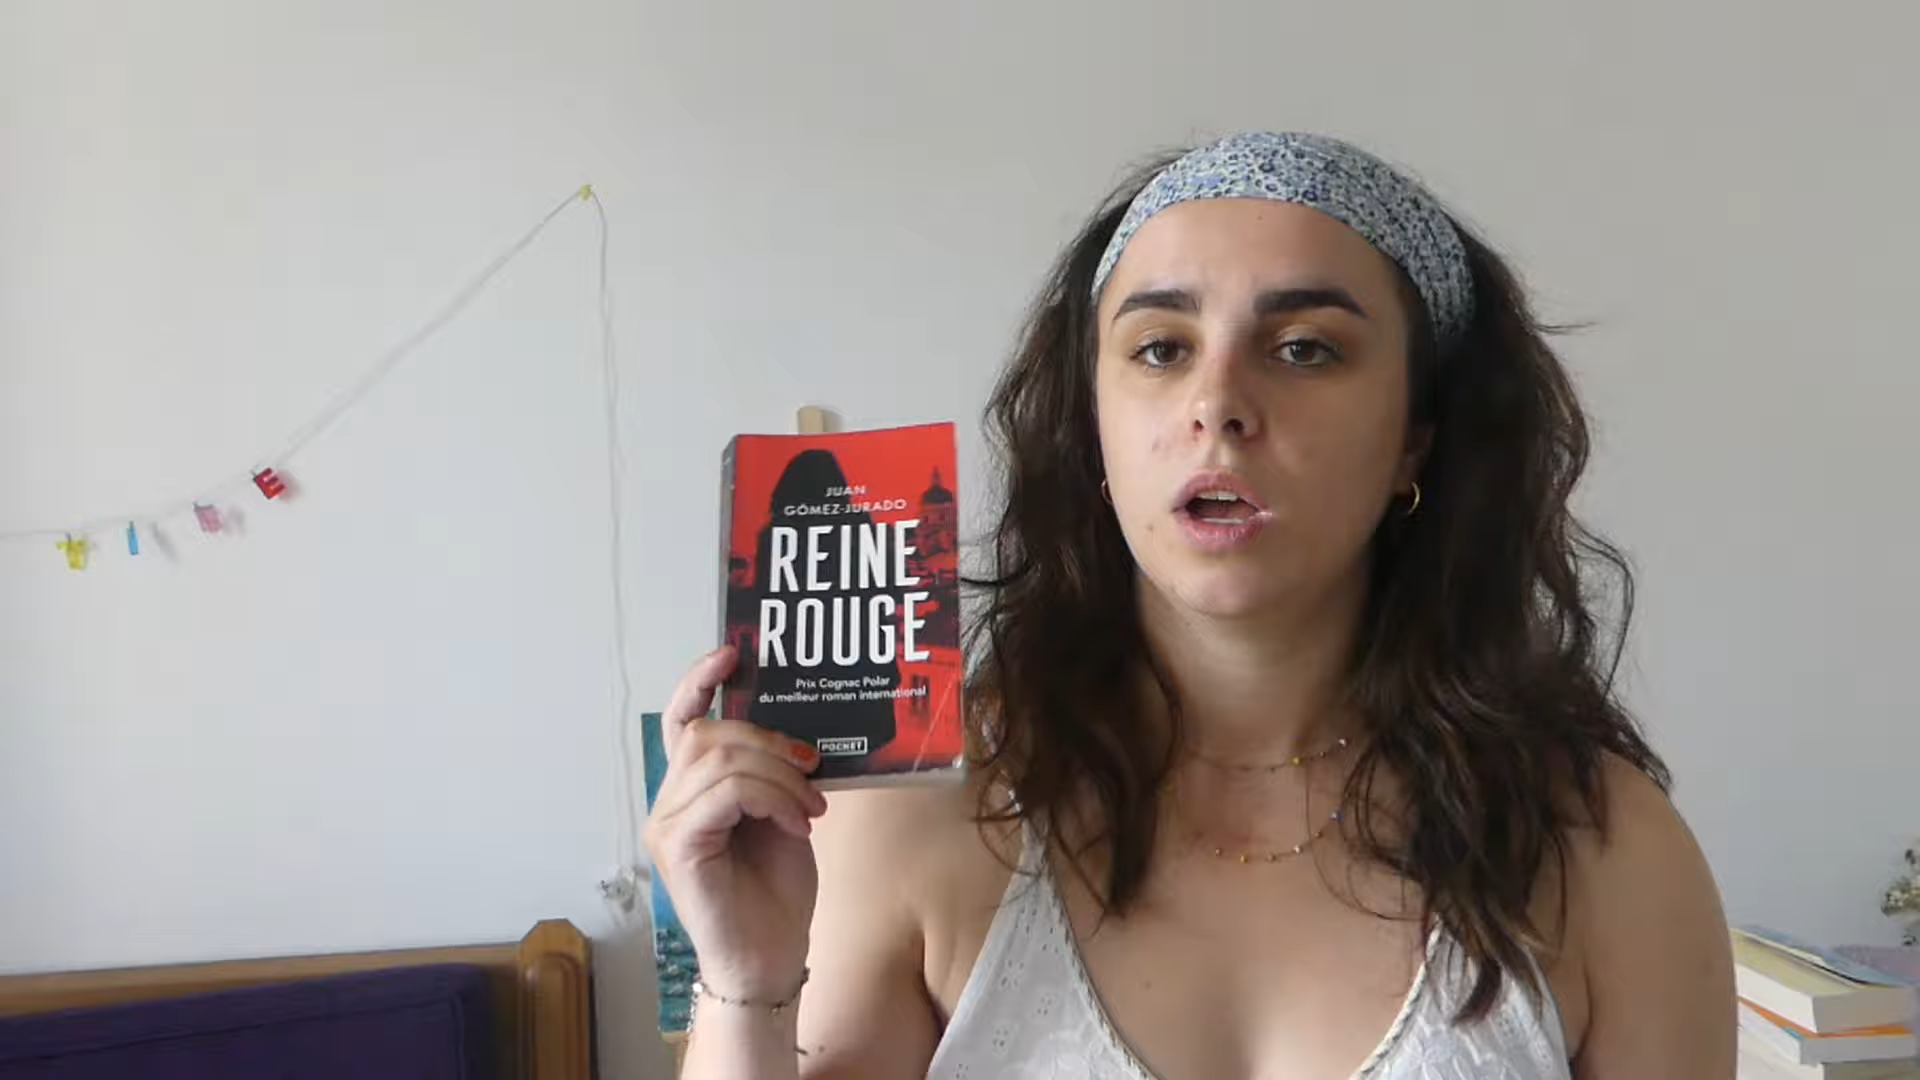 E
JUAN
GÓMEZ-JURADO
REINE
ROUGE
Prix Cognac Polar
du meilleur roman international
POCKET